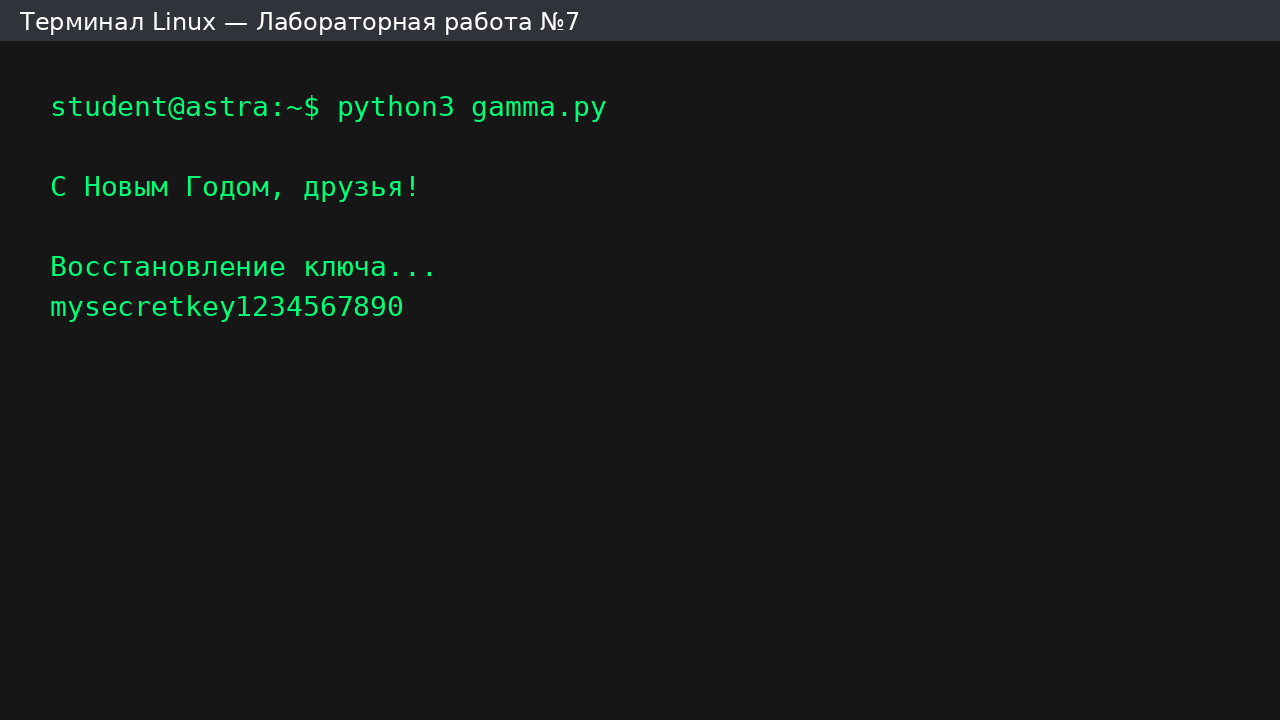 Терминал Linux — Лабораторная работа №7
student@astra:~$ python3 gamma.py
С Новым Годом, друзья!
Восстановление ключа...
mysecretkey1234567890